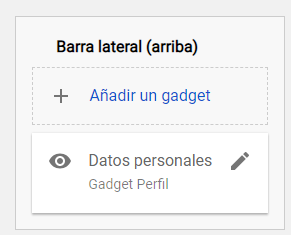 Barra lateral (arriba)
Añadir un gadget
Datos personales
Gadget Perfil